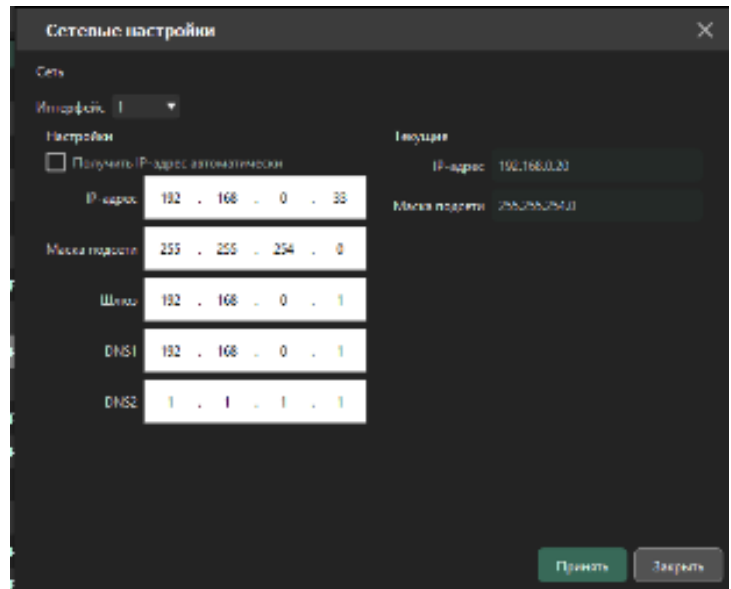 Сетевые настройки
Сеть
Интерфейс 1
Настройки
Получить IP-адрес автоматически
IP-адрес 192 . 168 . 0 . 33
Маска подсети 255 . 255 . 254 . 0
Шлюз 192 . 168 . 0 . 1
DNS1 192 . 168 . 0 . 1
DNS2 1 . 1 . 1 . 1
Текущие
IP-адрес 192.168.0.20
Маска подсети 255.255.254.0
Принять Закрыть